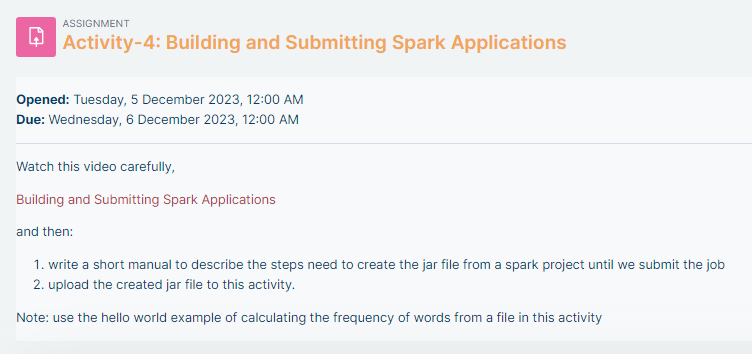 ASSIGNMENT
Activity-4: Building and Submitting Spark Applications
Opened: Tuesday, 5 December 2023, 12:00 AM
Due: Wednesday, 6 December 2023, 12:00 AM
Watch this video carefully,
Building and Submitting Spark Applications
and then:
1. write a short manual to describe the steps need to create the jar file from a spark project until we submit the job
2. upload the created jar file to this activity.
Note: use the hello world example of calculating the frequency of words from a file in this activity